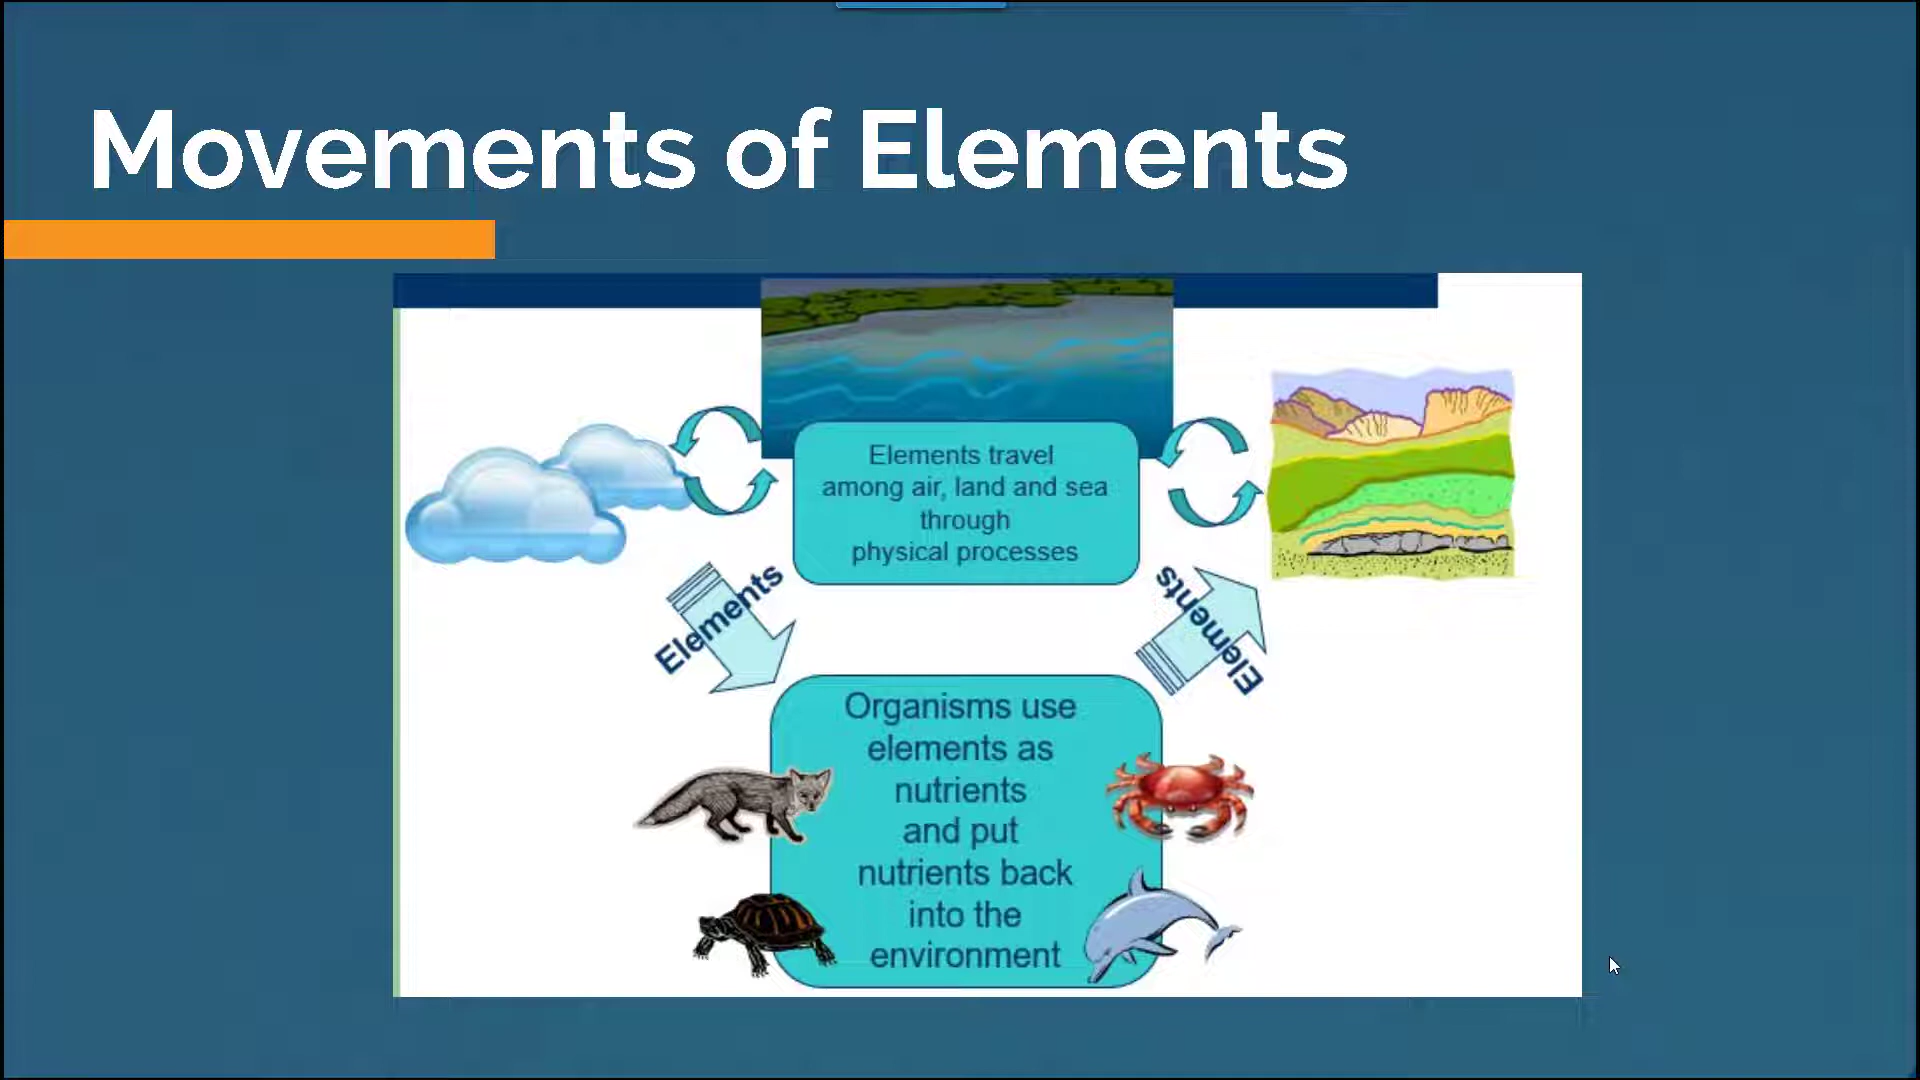 Movements of Elements
Elements travel
among air, land and sea
through
physical processes
Elements
Elements
Organisms use
elements as
nutrients
and put
nutrients back
into the
environment